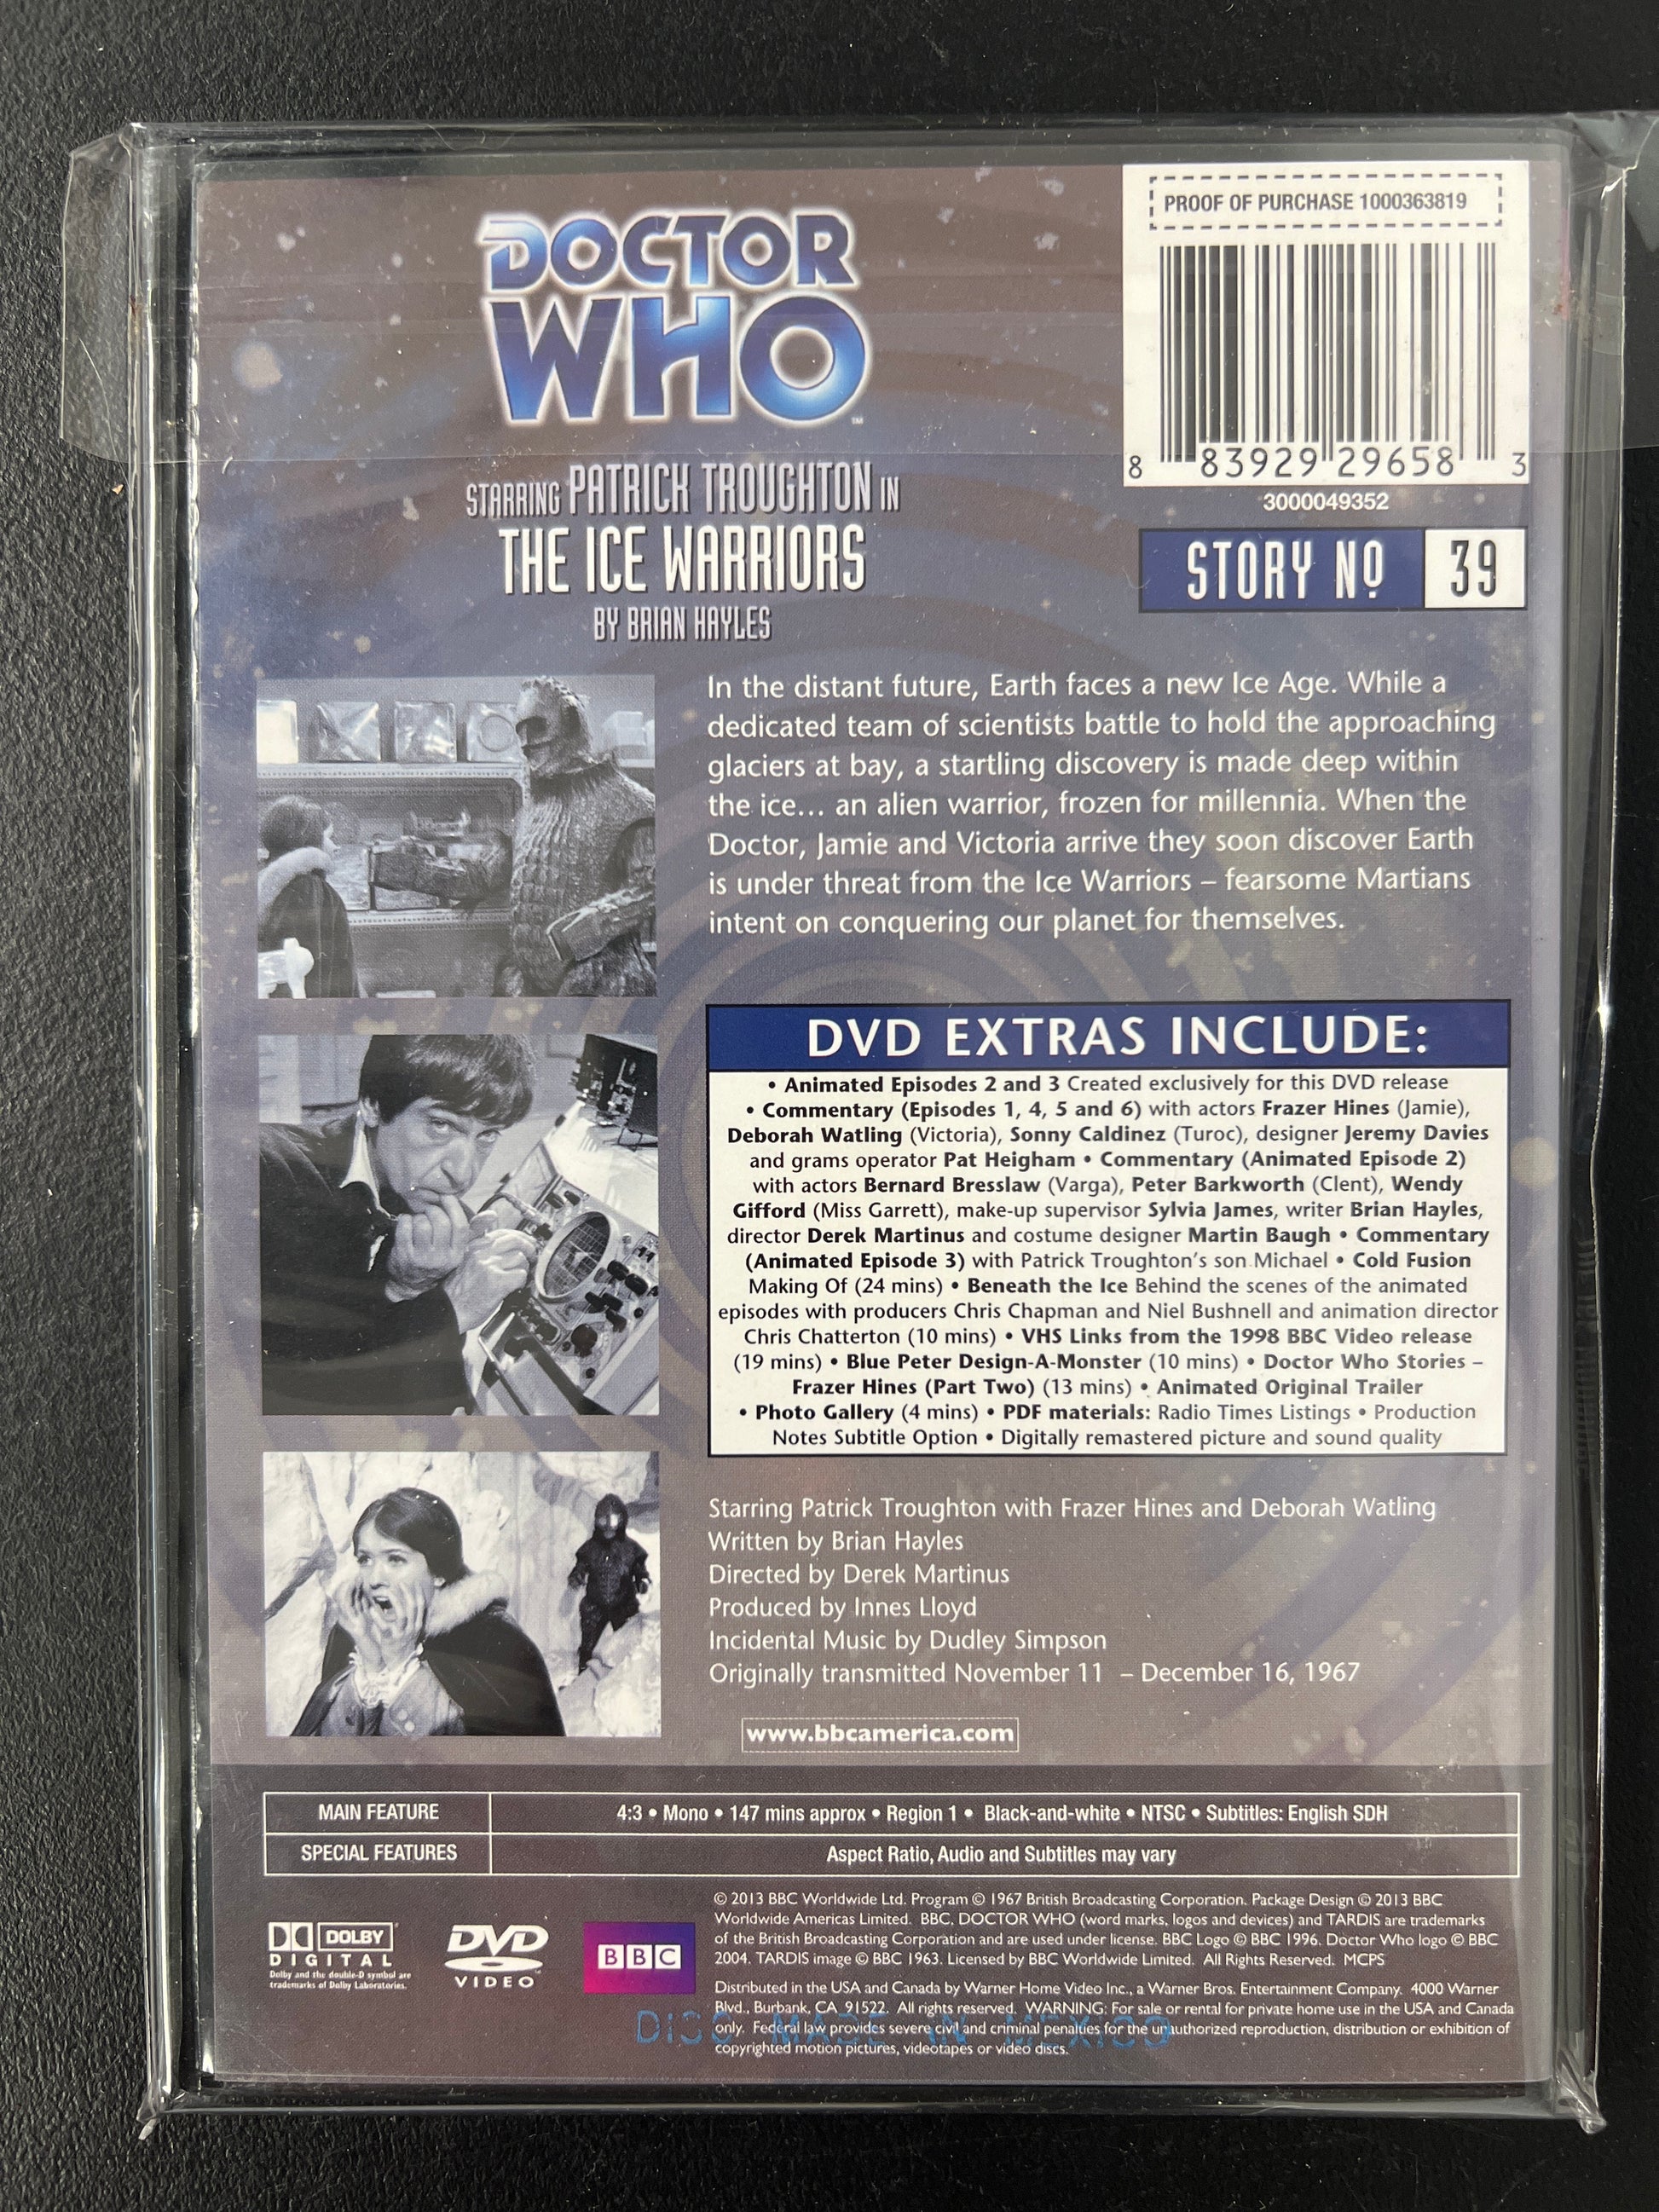 DOCTOR
WHO
™
STARRING PATRICK TROUGHTON IN
THE ICE WARRIORS
BY BRIAN HAYLES
PROOF OF PURCHASE 1000363819
8 83929 29658 3
3000049352
STORY Nº 39
In the distant future, Earth faces a new Ice Age. While a
dedicated team of scientists battle to hold the approaching
glaciers at bay, a startling discovery is made deep within
the ice... an alien warrior, frozen for millennia. When the
Doctor, Jamie and Victoria arrive they soon discover Earth
is under threat from the Ice Warriors – fearsome Martians
intent on conquering our planet for themselves.
DVD EXTRAS INCLUDE:
• Animated Episodes 2 and 3 Created exclusively for this DVD release
• Commentary (Episodes 1, 4, 5 and 6) with actors Frazer Hines (Jamie),
Deborah Watling (Victoria), Sonny Caldinez (Turoc), designer Jeremy Davies
and grams operator Pat Heigham • Commentary (Animated Episode 2)
with actors Bernard Bresslaw (Varga), Peter Barkworth (Clent), Wendy
Gifford (Miss Garrett), make-up supervisor Sylvia James, writer Brian Hayles,
director Derek Martinus and costume designer Martin Baugh • Commentary
(Animated Episode 3) with Patrick Troughton's son Michael • Cold Fusion
Making Of (24 mins) • Beneath the Ice Behind the scenes of the animated
episodes with producers Chris Chapman and Niel Bushnell and animation director
Chris Chatterton (10 mins) • VHS Links from the 1998 BBC Video release
(19 mins) • Blue Peter Design-A-Monster (10 mins) • Doctor Who Stories –
Frazer Hines (Part Two) (13 mins) • Animated Original Trailer
• Photo Gallery (4 mins) • PDF materials: Radio Times Listings • Production
Notes Subtitle Option • Digitally remastered picture and sound quality
Starring Patrick Troughton with Frazer Hines and Deborah Watling
Written by Brian Hayles
Directed by Derek Martinus
Produced by Innes Lloyd
Incidental Music by Dudley Simpson
Originally transmitted November 11 – December 16, 1967
www.bbcamerica.com
MAIN FEATURE 4:3 • Mono • 147 mins approx • Region 1 • Black-and-white • NTSC • Subtitles: English SDH
SPECIAL FEATURES Aspect Ratio, Audio and Subtitles may vary
DOLBY
DIGITAL
Dolby and the double-D symbol are
trademarks of Dolby Laboratories.
DVD
VIDEO
BBC
© 2013 BBC Worldwide Ltd. Program © 1967 British Broadcasting Corporation. Package Design © 2013 BBC
Worldwide Americas Limited. BBC, DOCTOR WHO (word marks, logos and devices) and TARDIS are trademarks
of the British Broadcasting Corporation and are used under license. BBC Logo © BBC 1996. Doctor Who logo © BBC
2004. TARDIS image © BBC 1963. Licensed by BBC Worldwide Limited. All Rights Reserved. MCPS
Distributed in the USA and Canada by Warner Home Video Inc., a Warner Bros. Entertainment Company. 4000 Warner
Blvd., Burbank, CA 91522. All rights reserved. WARNING: For sale or rental for private home use in the USA and Canada
only. Federal law provides severe civil and criminal penalties for the unauthorized reproduction, distribution or exhibition of
copyrighted motion pictures, videotapes or video discs.
DISC MADE IN MEXICO